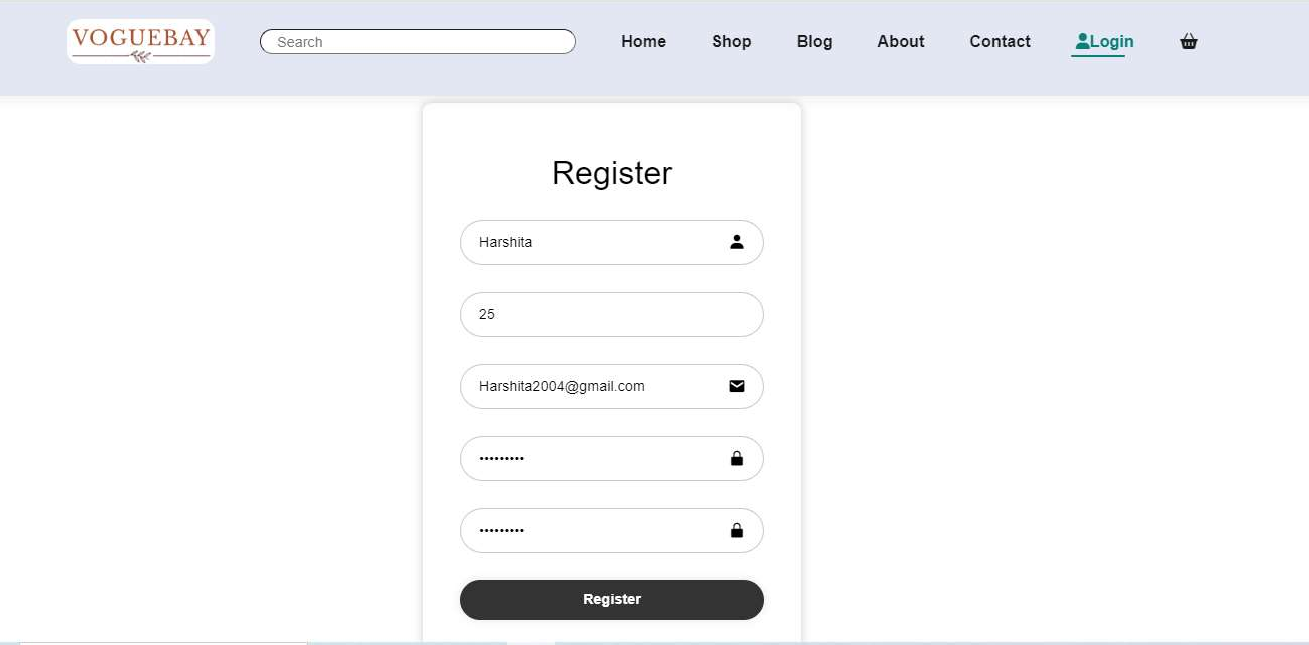 VOGUEBAY
Search
Home
Shop
Blog
About
Contact
Login
Register
Harshita
25
Harshita2004@gmail.com
•••••••••
•••••••••
Register